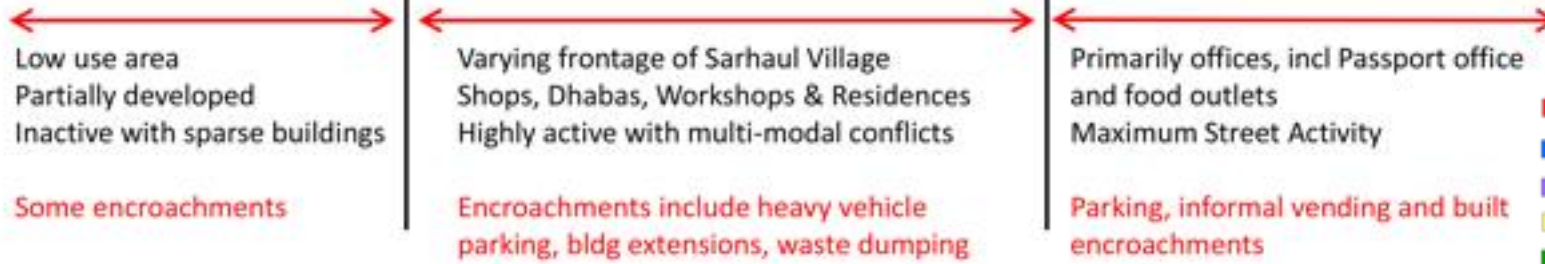 Low use area
Partially developed
Inactive with sparse buildings
Some encroachments
Varying frontage of Sarhaul Village
Shops, Dhabas, Workshops & Residences
Highly active with multi-modal conflicts
Encroachments include heavy vehicle
parking, bldg extensions, waste dumping
Primarily offices, incl Passport office
and food outlets
Maximum Street Activity
Parking, informal vending and built
encroachments